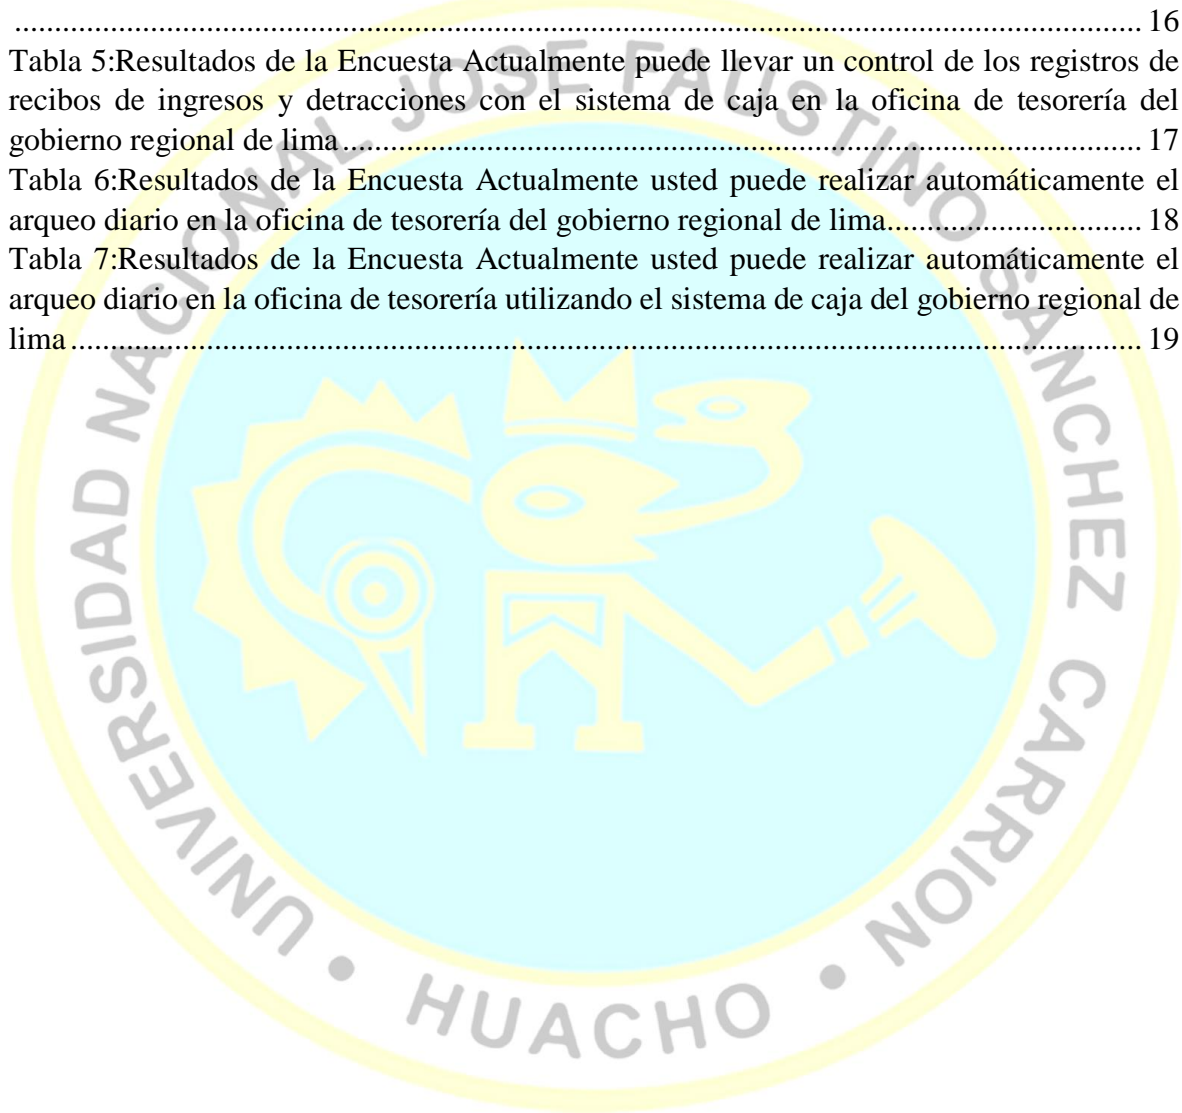 ........................................................................................................................................... 16
Tabla 5:Resultados de la Encuesta Actualmente puede llevar un control de los registros de
recibos de ingresos y detracciones con el sistema de caja en la oficina de tesorería del
gobierno regional de lima ................................................................................................... 17
Tabla 6:Resultados de la Encuesta Actualmente usted puede realizar automáticamente el
arqueo diario en la oficina de tesorería del gobierno regional de lima................................ 18
Tabla 7:Resultados de la Encuesta Actualmente usted puede realizar automáticamente el
arqueo diario en la oficina de tesorería utilizando el sistema de caja del gobierno regional de
lima ..................................................................................................................................... 19
UNIVERSIDAD NACIONAL JOSE FAUSTINO SANCHEZ CARRION • HUACHO •